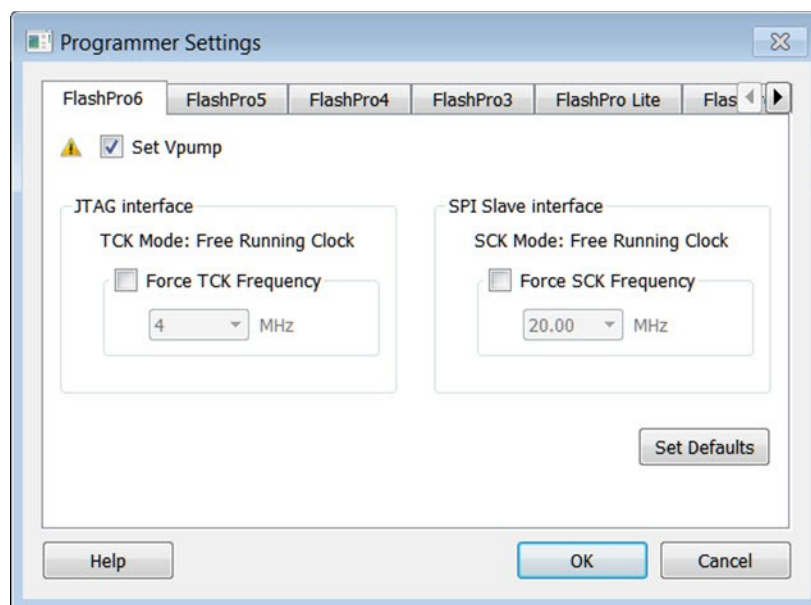 Programmer Settings
FlashPro6 FlashPro5 FlashPro4 FlashPro3 FlashPro Lite
Set Vpump
JTAG interface SPI Slave interface
TCK Mode: Free Running Clock SCK Mode: Free Running Clock
Force TCK Frequency Force SCK Frequency
4 MHz 20.00 MHz
Set Defaults
Help OK Cancel